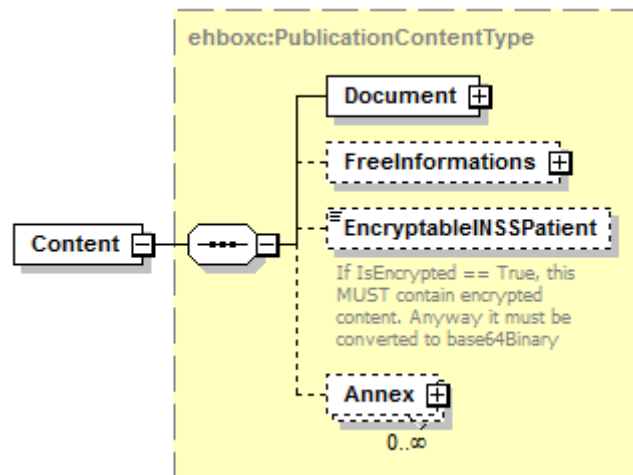 ehboxc:PublicationContentType
Document
FreeInformations
Content
EncryptableINSSPatient
If IsEncrypted == True, this
MUST contain encrypted
content. Anyway it must be
converted to base64Binary
Annex
0..∞